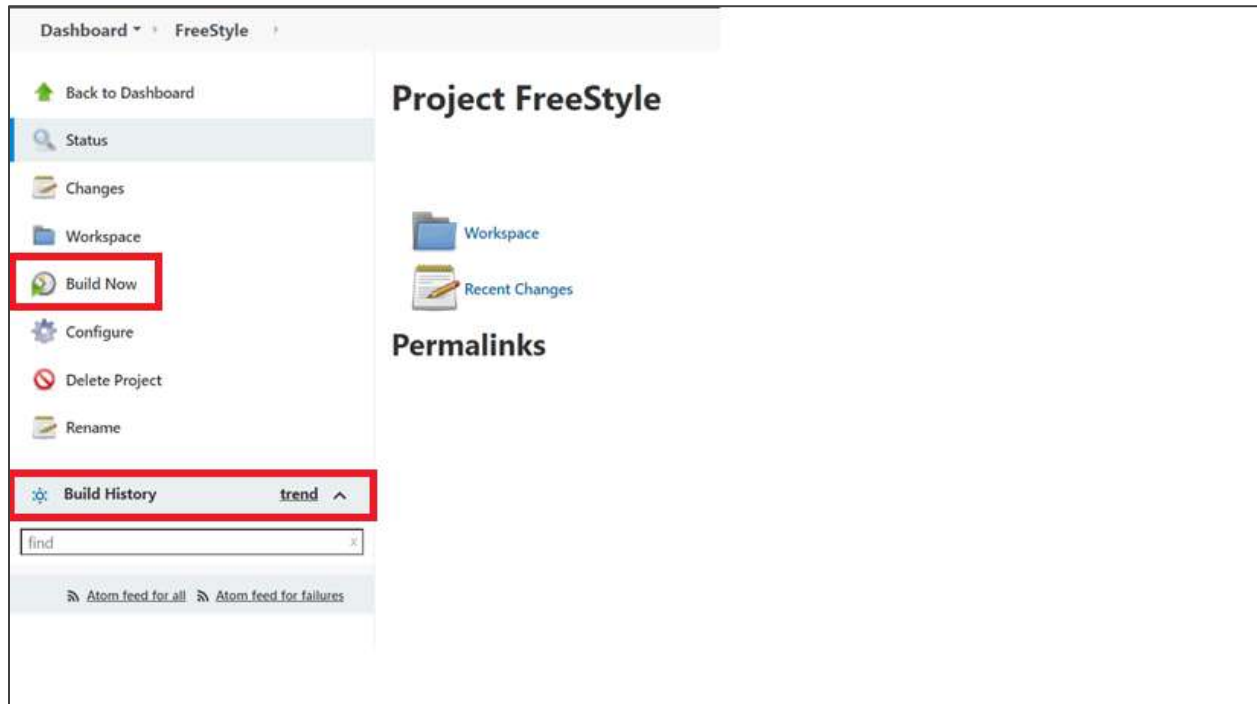 Dashboard FreeStyle
Back to Dashboard
Status
Changes
Workspace
Build Now
Configure
Delete Project
Rename
Build History trend
find x
Atom feed for all Atom feed for failures
Project FreeStyle
Workspace
Recent Changes
Permalinks